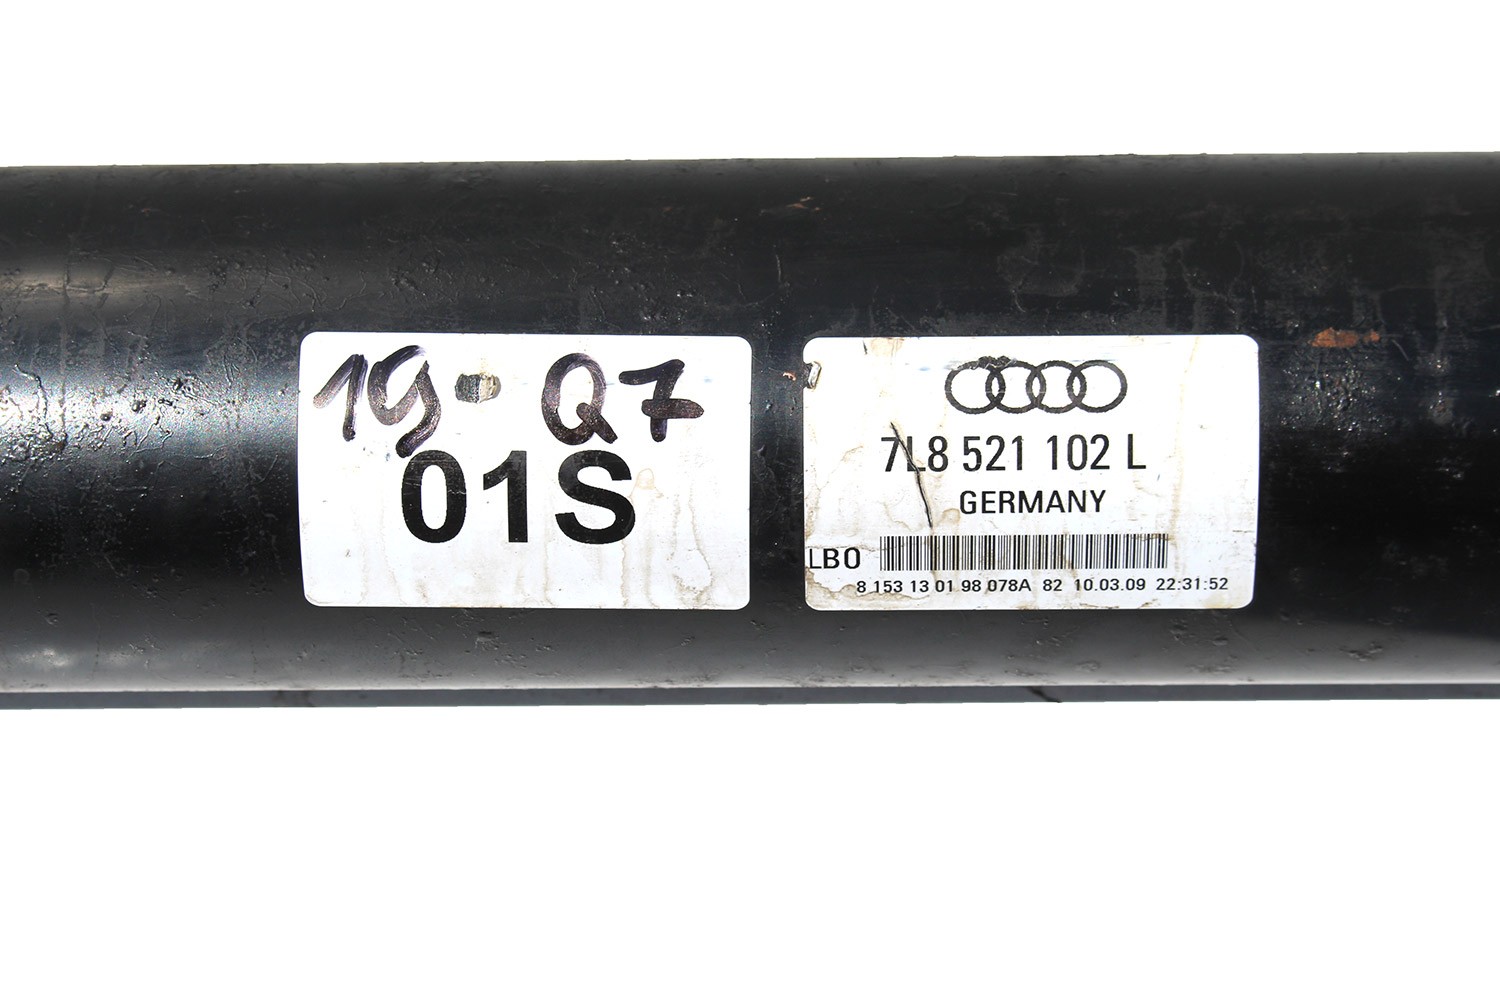 19 Q7
01S
7L8 521 102 L
GERMANY
LBO
8 153 13 01 98 078A 82 10.03.09 22:31:52